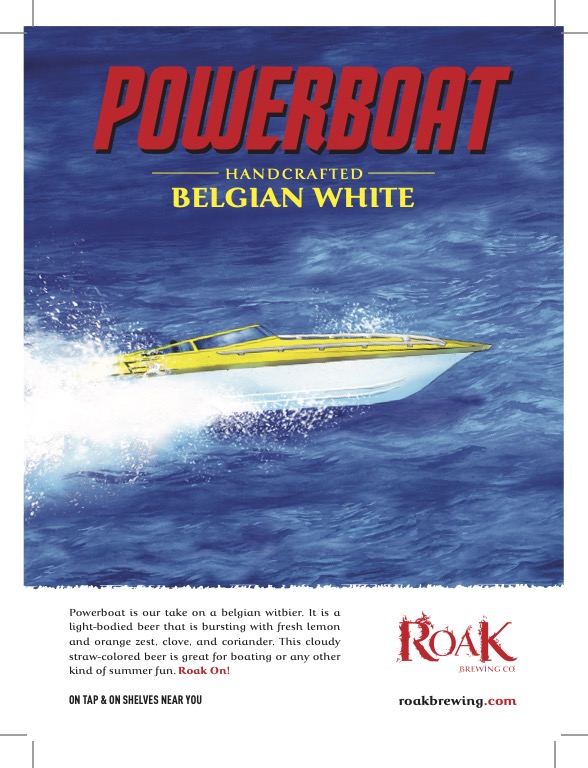 POWERBOAT
HANDCRAFTED
BELGIAN WHITE
Powerboat is our take on a belgian witbier. It is a
light-bodied beer that is bursting with fresh lemon
and orange zest, clove, and coriander. This cloudy
straw-colored beer is great for boating or any other
kind of summer fun. Roak On!
ROAK
BREWING CO
ON TAP & ON SHELVES NEAR YOU
roakbrewing.com